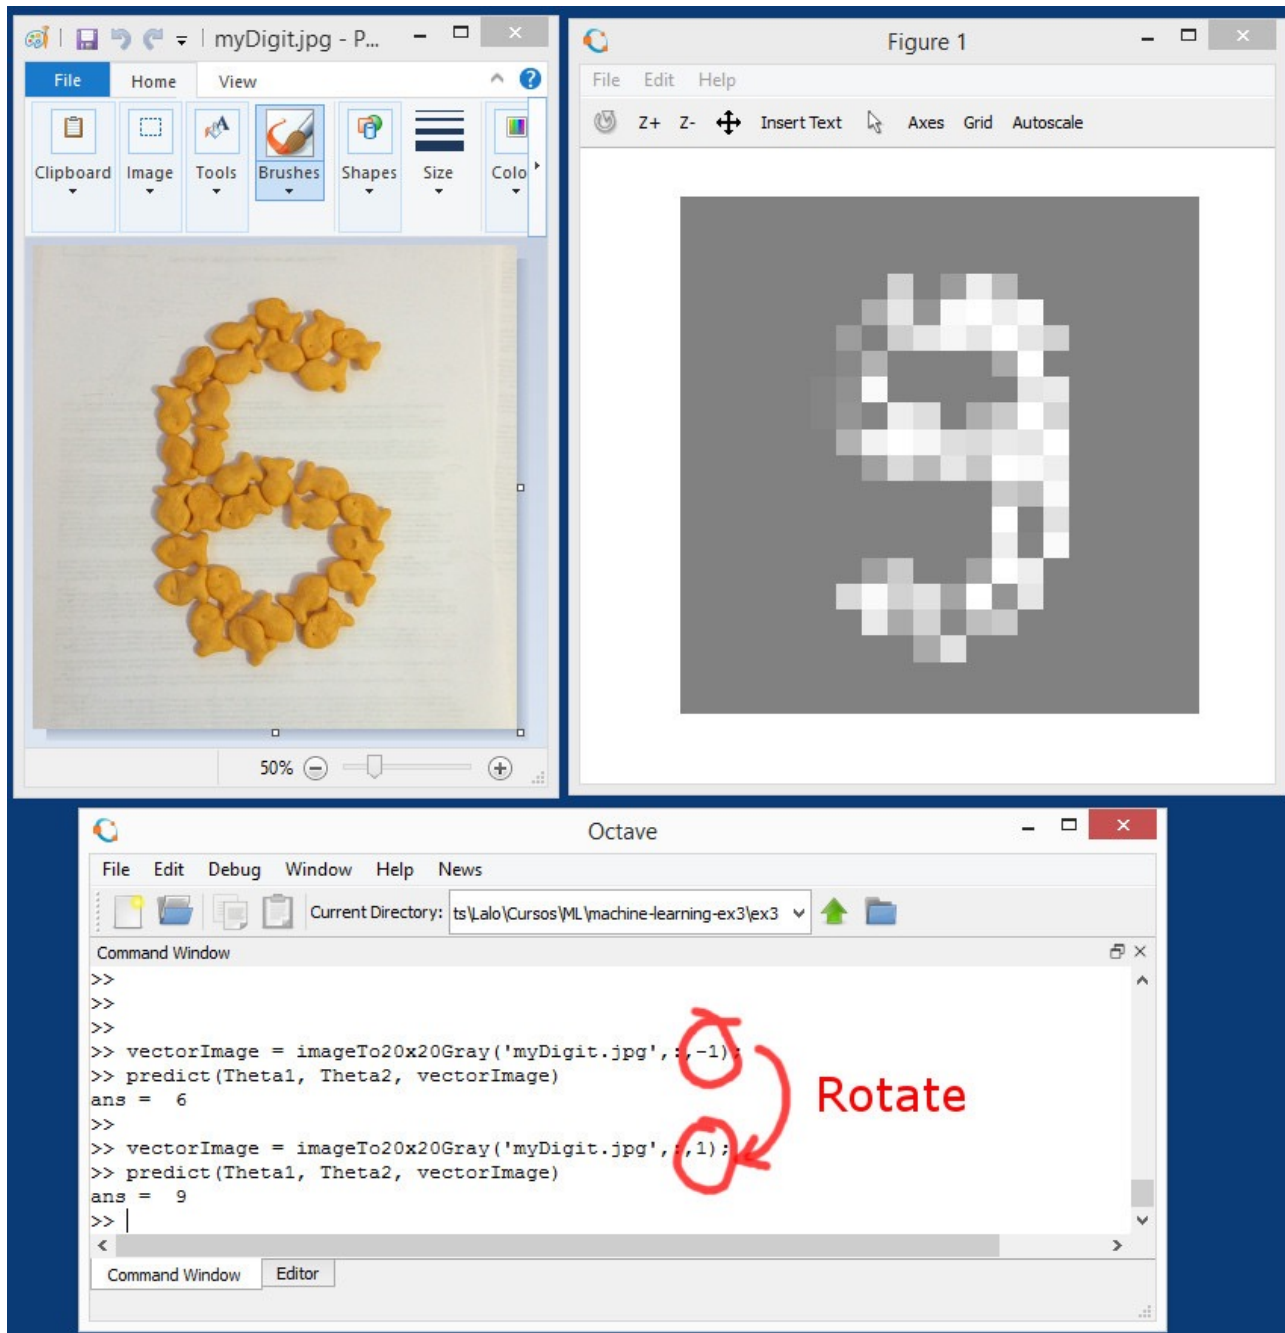 myDigit.jpg - P...
File Home View
Clipboard Image Tools Brushes Shapes Size Colo
50%
Figure 1
File Edit Help
Z+ Z- Insert Text Axes Grid Autoscale
Octave
File Edit Debug Window Help News
Current Directory: ts\Lalo\Cursos\ML\machine-learning-ex3\ex3
Command Window
>>
>>
>>
>> vectorImage = imageTo20x20Gray('myDigit.jpg',:,-1);
>> predict(Theta1, Theta2, vectorImage)
ans = 6
>>
>> vectorImage = imageTo20x20Gray('myDigit.jpg',:,1);
>> predict(Theta1, Theta2, vectorImage)
ans = 9
>>
Rotate
Command Window Editor